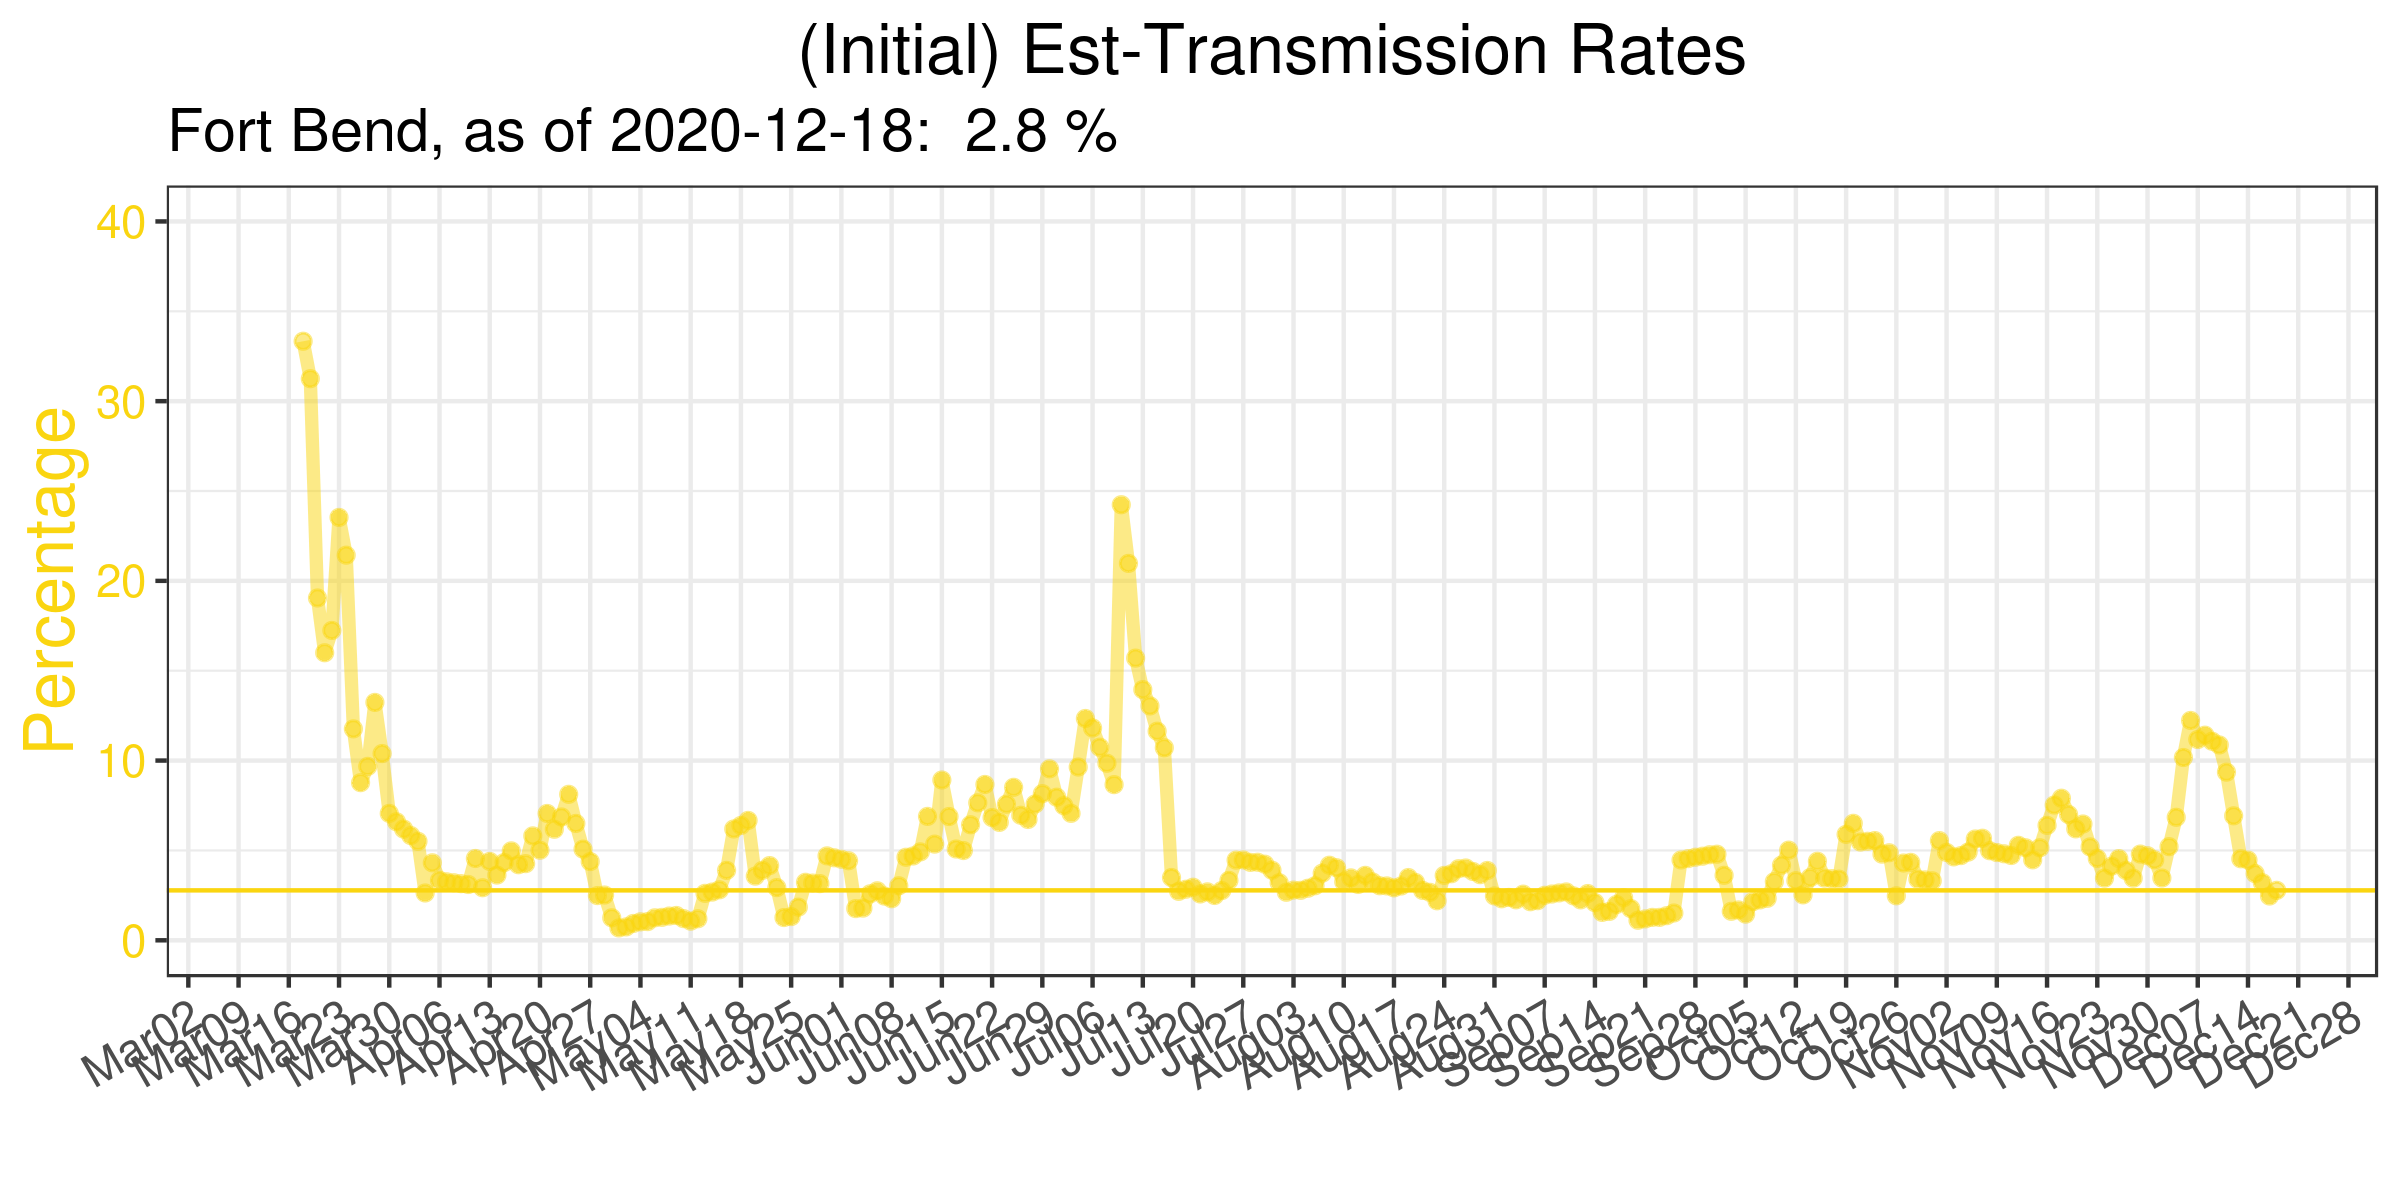 (Initial) Est-Transmission Rates
Fort Bend, as of 2020-12-18:  2.8 %
Percentage
40
30
20
10
0
Mar02
Mar09
Mar16
Mar23
Mar30
Apr06
Apr13
Apr20
Apr27
May04
May11
May18
May25
Jun01
Jun08
Jun15
Jun22
Jun29
Jul06
Jul13
Jul20
Jul27
Aug03
Aug10
Aug17
Aug24
Aug31
Sep07
Sep14
Sep21
Sep28
Oct05
Oct12
Oct19
Oct26
Nov02
Nov09
Nov16
Nov23
Nov30
Dec07
Dec14
Dec21
Dec28